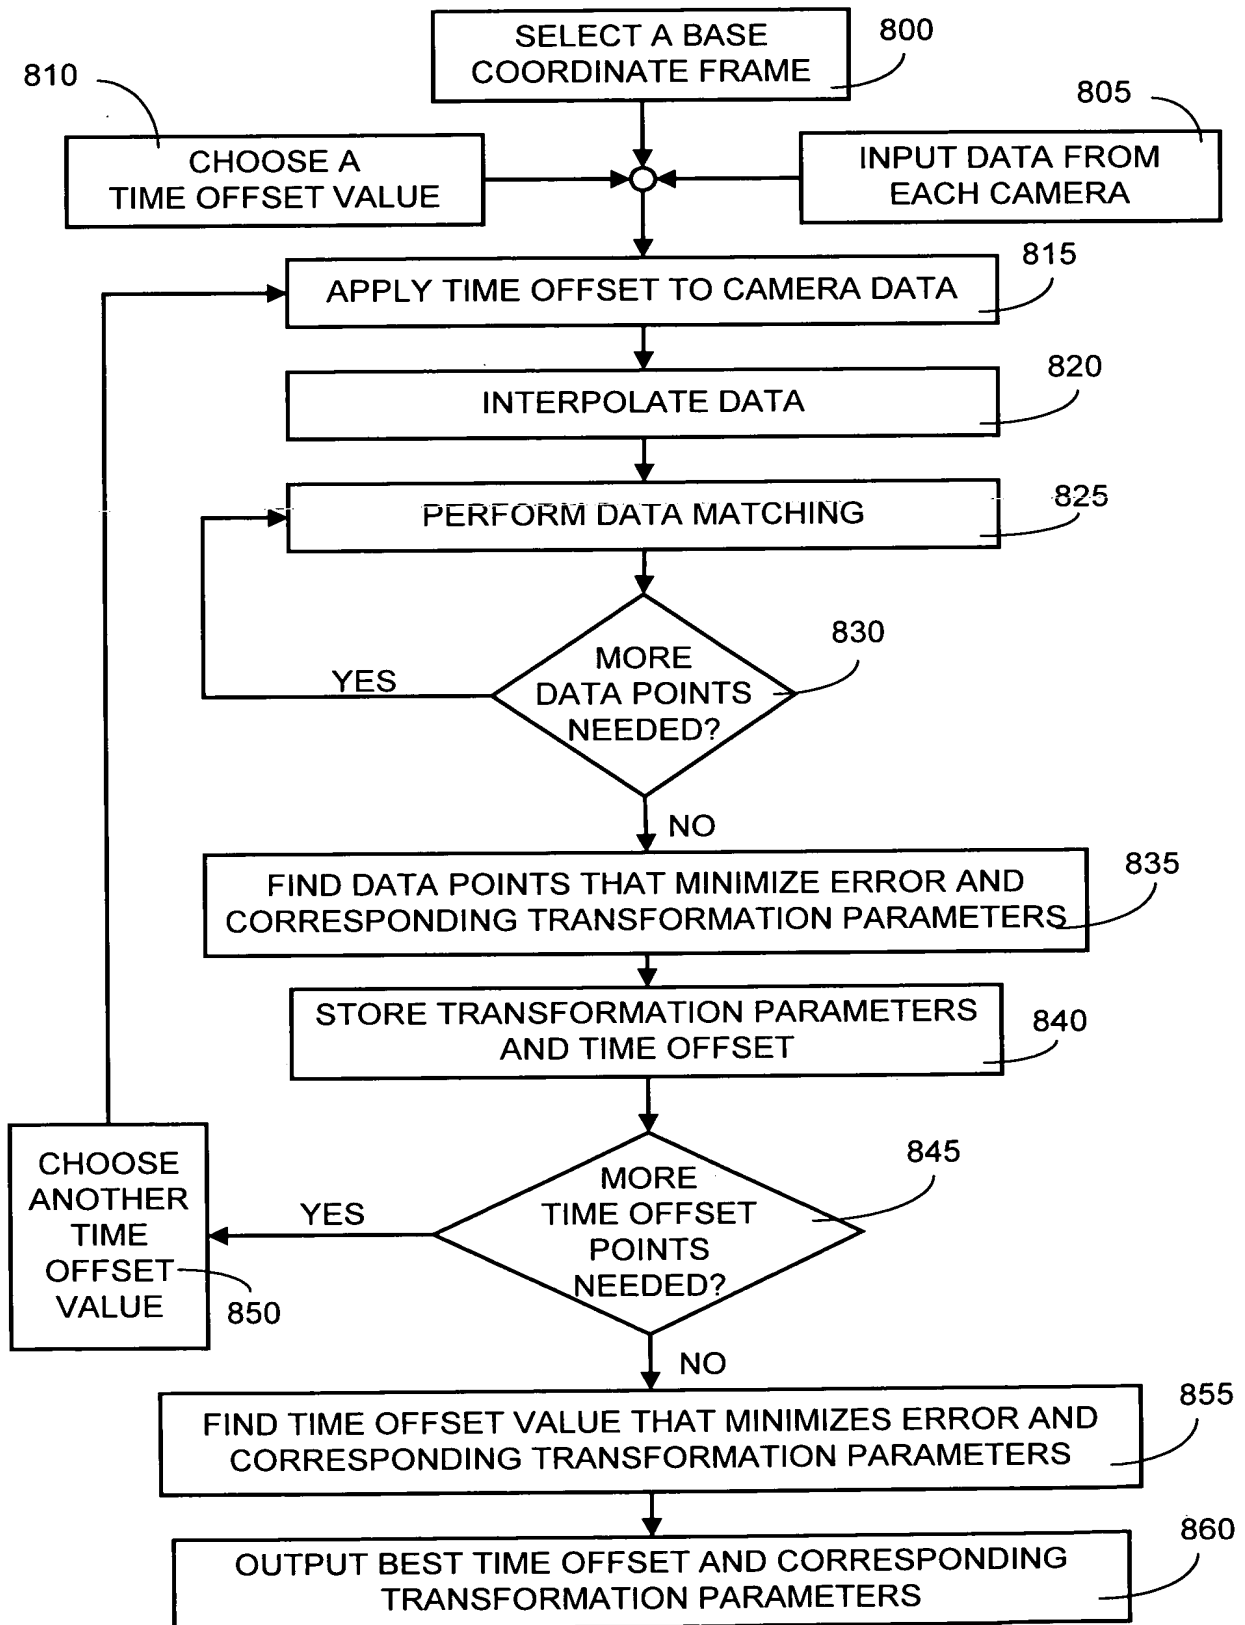 SELECT A BASE
COORDINATE FRAME
800
810
805
CHOOSE A
TIME OFFSET VALUE
INPUT DATA FROM
EACH CAMERA
815
APPLY TIME OFFSET TO CAMERA DATA
820
INTERPOLATE DATA
825
PERFORM DATA MATCHING
830
MORE
DATA POINTS
NEEDED?
YES
NO
835
FIND DATA POINTS THAT MINIMIZE ERROR AND
CORRESPONDING TRANSFORMATION PARAMETERS
STORE TRANSFORMATION PARAMETERS
AND TIME OFFSET
840
845
MORE
TIME OFFSET
POINTS
NEEDED?
YES
CHOOSE
ANOTHER
TIME
OFFSET
VALUE
850
NO
855
FIND TIME OFFSET VALUE THAT MINIMIZES ERROR AND
CORRESPONDING TRANSFORMATION PARAMETERS
860
OUTPUT BEST TIME OFFSET AND CORRESPONDING
TRANSFORMATION PARAMETERS